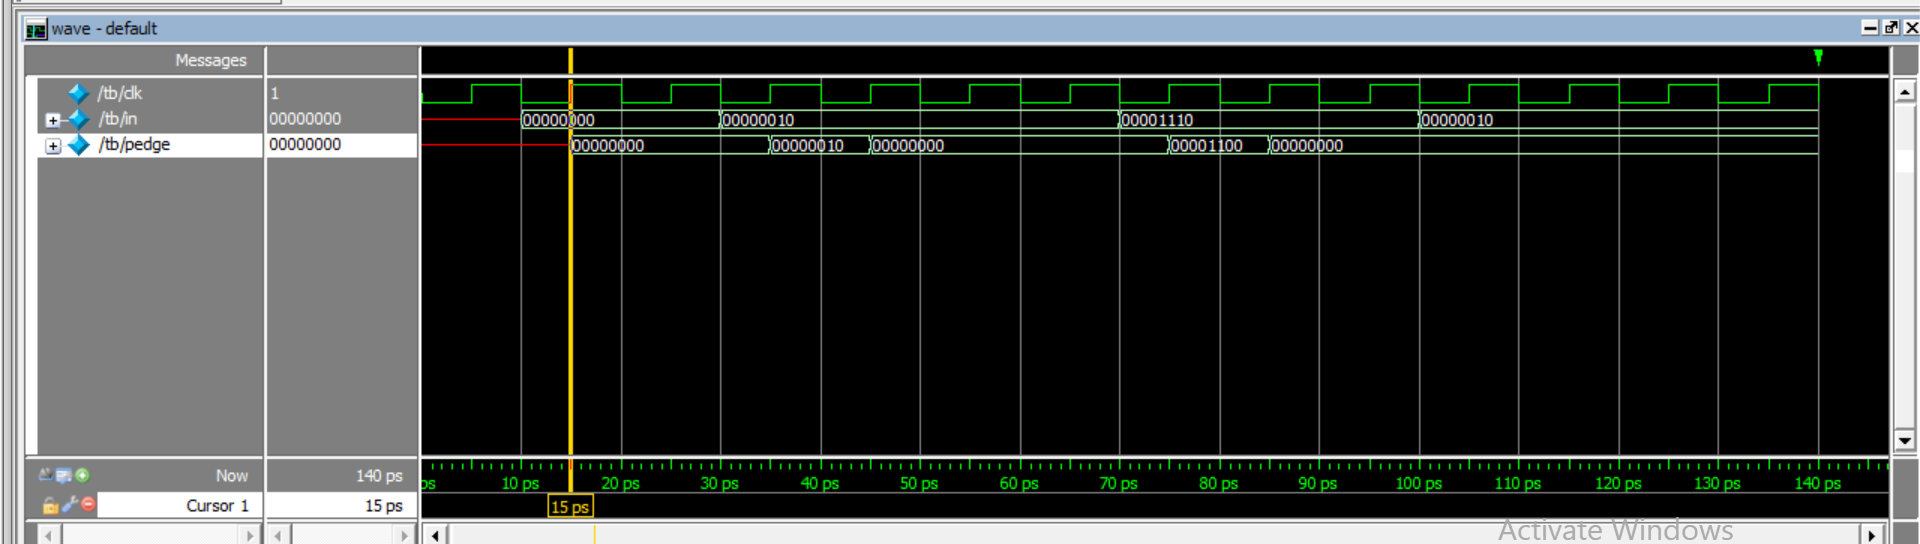 wave - default
Messages
/tb/clk 1
/tb/in 00000000 00000000 00000010 00001110 00000010
/tb/pedge 00000000 00000000 00000010 00000000 00001100 00000000
Now 140 ps
ps 10 ps 20 ps 30 ps 40 ps 50 ps 60 ps 70 ps 80 ps 90 ps 100 ps 110 ps 120 ps 130 ps 140 ps
Cursor 1 15 ps
15 ps
Activate Windows